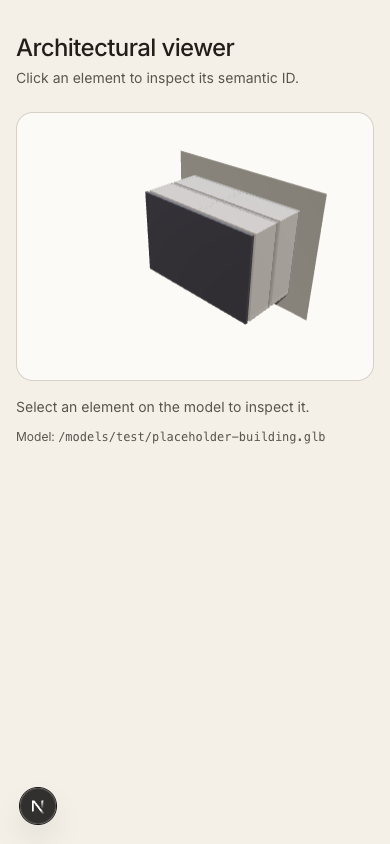 Architectural viewer
Click an element to inspect its semantic ID.
Select an element on the model to inspect it.
Model: /models/test/placeholder-building.glb
N